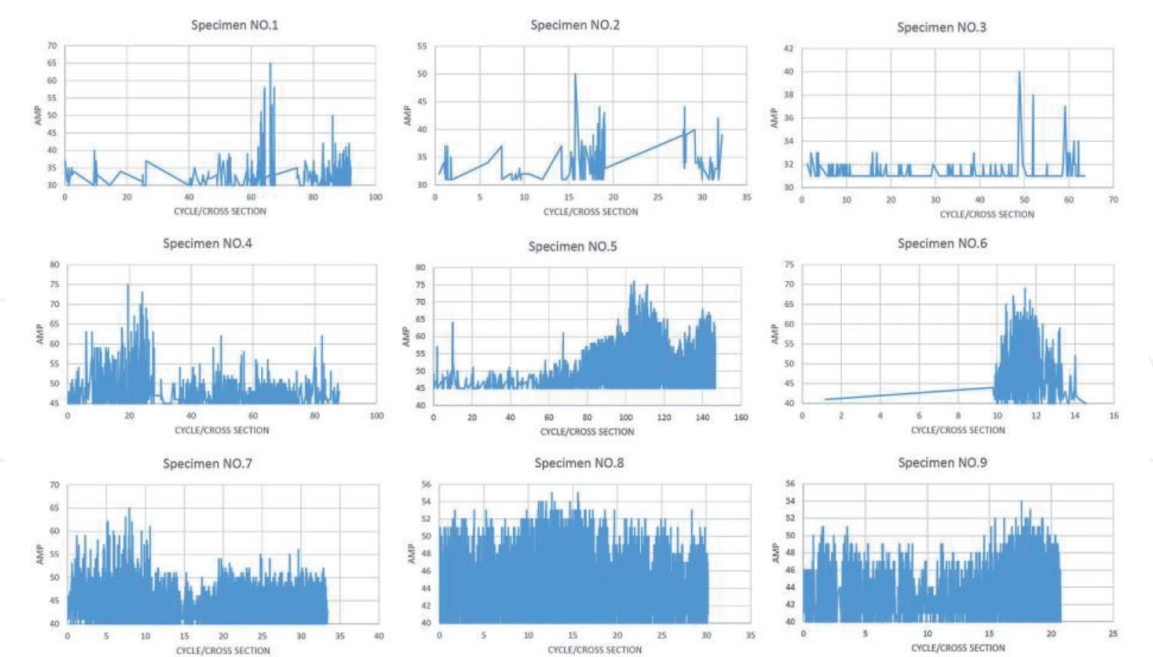 Specimen NO.1
70
65
60
55
50
45
40
35
30
AMP
0 20 40 60 80 100
CYCLE/CROSS SECTION
Specimen NO.2
55
50
45
40
35
30
AMP
0 5 10 15 20 25 30 35
CYCLE/CROSS SECTION
Specimen NO.3
42
40
38
36
34
32
30
AMP
0 10 20 30 40 50 60 70
CYCLE/CROSS SECTION
Specimen NO.4
80
75
70
65
60
55
50
45
AMP
0 20 40 60 80 100
CYCLE/CROSS SECTION
Specimen NO.5
80
75
70
65
60
55
50
45
40
AMP
0 20 40 60 80 100 120 140 160
CYCLE/CROSS SECTION
Specimen NO.6
75
70
65
60
55
50
45
40
AMP
0 2 4 6 8 10 12 14 16
CYCLE/CROSS SECTION
Specimen NO.7
70
65
60
55
50
45
40
AMP
0 5 10 15 20 25 30 35 40
CYCLE/CROSS SECTION
Specimen NO.8
56
54
52
50
48
46
44
42
40
AMP
0 5 10 15 20 25 30 35
CYCLE/CROSS SECTION
Specimen NO.9
56
54
52
50
48
46
44
42
40
AMP
0 5 10 15 20 25
CYCLE/CROSS SECTION